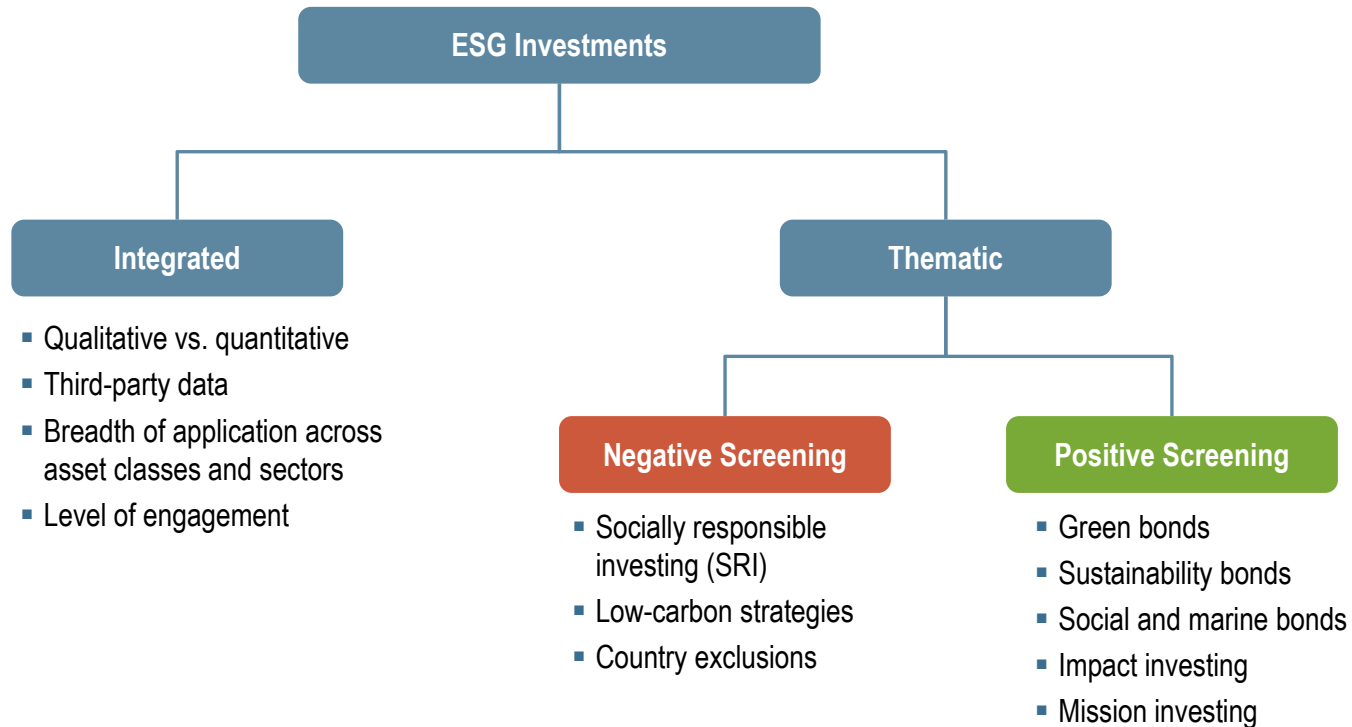 ESG Investments
Integrated
▪ Qualitative vs. quantitative
▪ Third-party data
▪ Breadth of application across
asset classes and sectors
▪ Level of engagement
Thematic
Negative Screening
▪ Socially responsible
investing (SRI)
▪ Low-carbon strategies
▪ Country exclusions
Positive Screening
▪ Green bonds
▪ Sustainability bonds
▪ Social and marine bonds
▪ Impact investing
▪ Mission investing